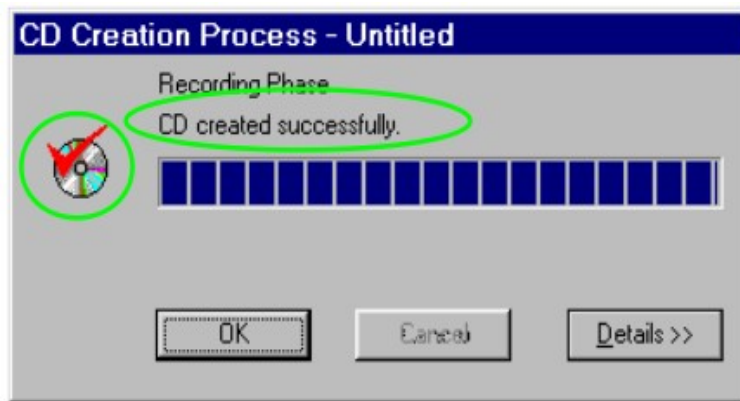 CD Creation Process - Untitled
Recording Phase
CD created successfully.
OK
Cancel
Details >>